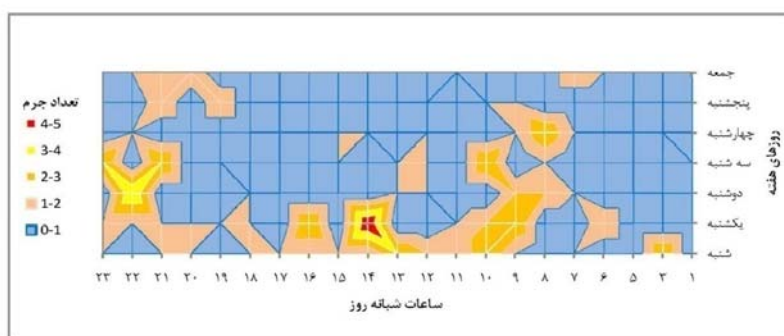 تعداد جرم
4-5
3-4
2-3
1-2
0-1
جمعه
پنجشنبه
چهارشنبه
سه شنبه
دوشنبه
یکشنبه
شنبه
روزهای هفته
۲۳ ۲۲ ۲۱ ۲۰ ۱۹ ۱۸ ۱۷ ۱۶ ۱۵ ۱۴ ۱۳ ۱۲ ۱۱ ۱۰ ۹ ۸ ۷ ۶ ۵ ۳ ۱
ساعات شبانه روز